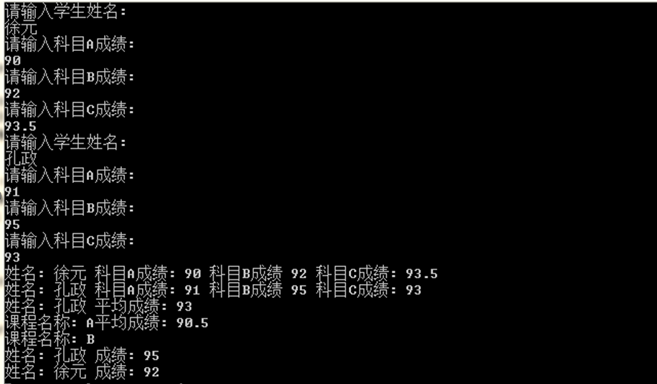 请输入学生姓名:
徐元
请输入科目A成绩:
90
请输入科目B成绩:
92
请输入科目C成绩:
93.5
请输入学生姓名:
孔政
请输入科目A成绩:
91
请输入科目B成绩:
95
请输入科目C成绩:
93
姓名: 徐元 科目A成绩: 90 科目B成绩 92 科目C成绩: 93.5
姓名: 孔政 科目A成绩: 91 科目B成绩 95 科目C成绩: 93
姓名: 孔政 平均成绩: 93
课程名称: A平均成绩: 90.5
课程名称: B
姓名: 孔政 成绩: 95
姓名: 徐元 成绩: 92